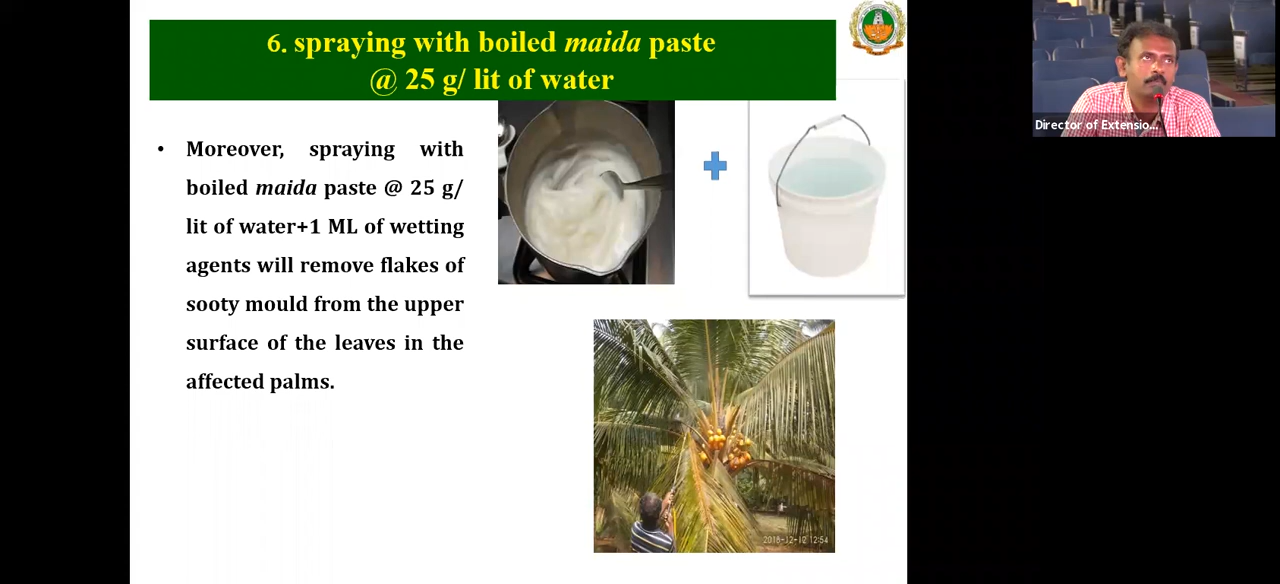 6. spraying with boiled maida paste
@ 25 g/ lit of water
Director of Extensio...
• Moreover, spraying with
boiled maida paste @ 25 g/
lit of water+1 ML of wetting
agents will remove flakes of
sooty mould from the upper
surface of the leaves in the
affected palms.
2018-12-12 12:54